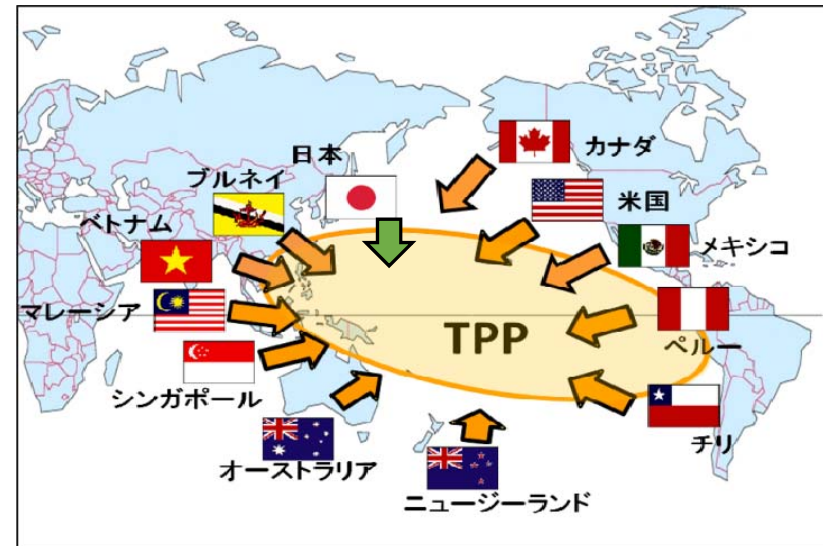 日本
カナダ
ブルネイ
米国
ベトナム
メキシコ
マレーシア
TPP
ペルー
シンガポール
チリ
オーストラリア
ニュージーランド